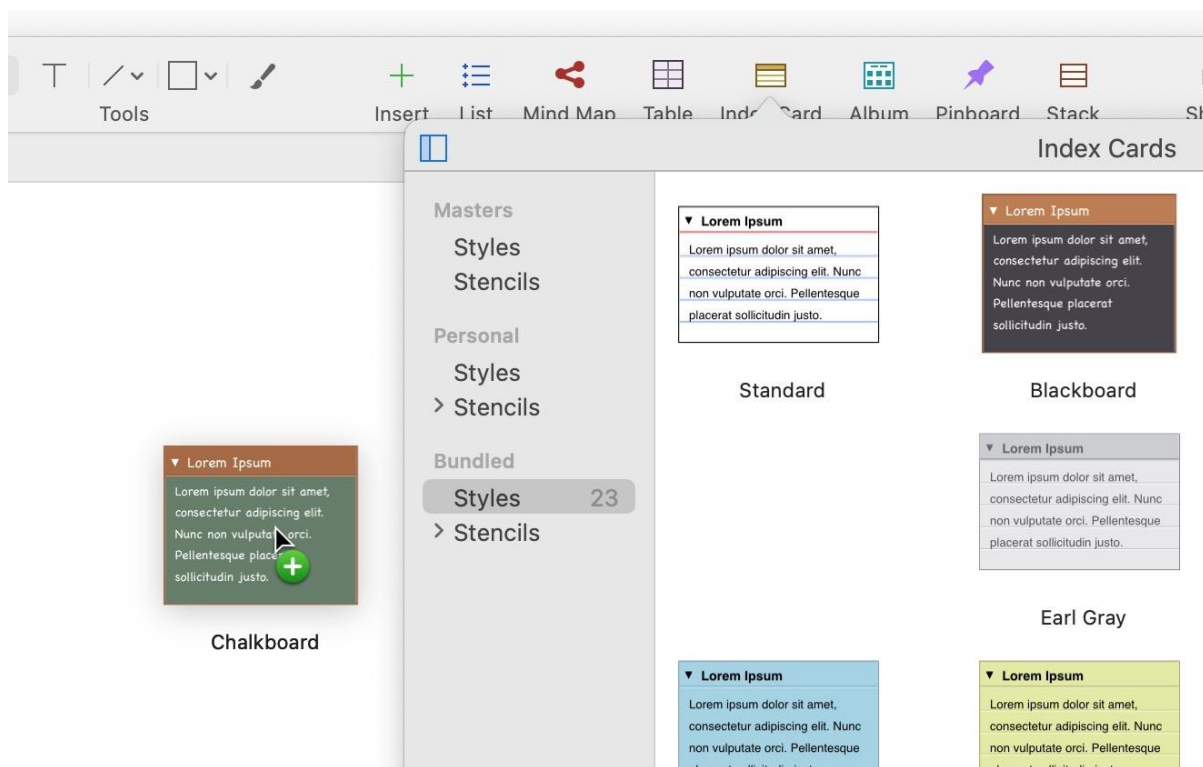 Tools
Insert
List
Mind Map
Table
Index Card
Album
Pinboard
Stack
Index Cards
Masters
Styles
Stencils
Personal
Styles
Stencils
Bundled
Styles 23
Stencils
Lorem Ipsum
Lorem ipsum dolor sit amet,
consectetur adipiscing elit. Nunc
non vulputate orci. Pellentesque
placerat sollicitudin justo.
Standard
Lorem Ipsum
Lorem ipsum dolor sit amet,
consectetur adipiscing elit.
Nunc non vulputate orci.
Pellentesque placerat
sollicitudin justo.
Blackboard
Lorem Ipsum
Lorem ipsum dolor sit amet,
consectetur adipiscing elit.
Nunc non vulputate orci.
Pellentesque placerat
sollicitudin justo.
Chalkboard
Lorem Ipsum
Lorem ipsum dolor sit amet,
consectetur adipiscing elit. Nunc
non vulputate orci. Pellentesque
placerat sollicitudin justo.
Earl Gray
Lorem Ipsum
Lorem ipsum dolor sit amet,
consectetur adipiscing elit. Nunc
non vulputate orci. Pellentesque
Lorem Ipsum
Lorem ipsum dolor sit amet,
consectetur adipiscing elit. Nunc
non vulputate orci. Pellentesque